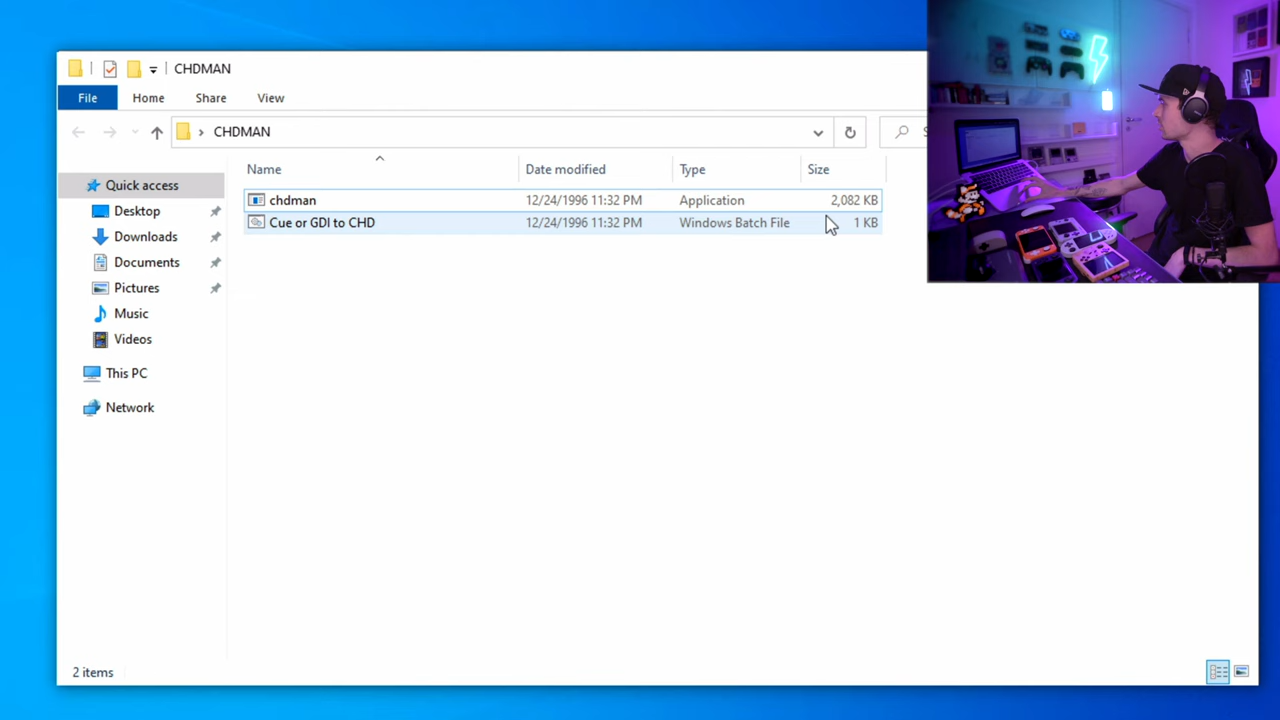 CHDMAN
File Home Share View
CHDMAN
Name Date modified Type Size
Quick access
chdman 12/24/1996 11:32 PM Application 2,082 KB
Desktop
Cue or GDI to CHD 12/24/1996 11:32 PM Windows Batch File 1 KB
Downloads
Documents
Pictures
Music
Videos
This PC
Network
2 items